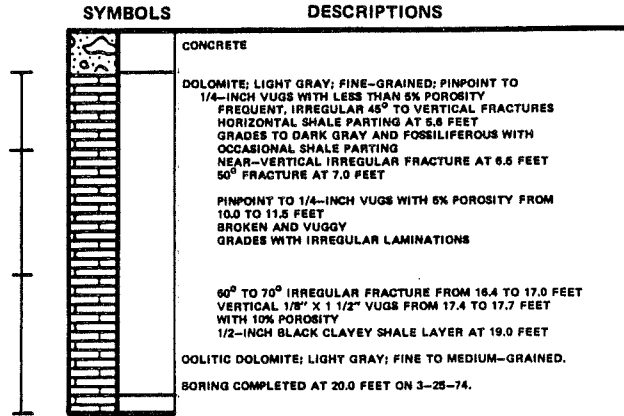 SYMBOLS DESCRIPTIONS
CONCRETE
DOLOMITE; LIGHT GRAY; FINE-GRAINED; PINPOINT TO
1/4-INCH VUGS WITH LESS THAN 5% POROSITY
FREQUENT, IRREGULAR 45° TO VERTICAL FRACTURES
HORIZONTAL SHALE PARTING AT 5.6 FEET
GRADES TO DARK GRAY AND FOSSILIFEROUS WITH
OCCASIONAL SHALE PARTING
NEAR-VERTICAL IRREGULAR FRACTURE AT 6.5 FEET
50° FRACTURE AT 7.0 FEET
PINPOINT TO 1/4-INCH VUGS WITH 5% POROSITY FROM
10.0 TO 11.5 FEET
BROKEN AND VUGGY
GRADES WITH IRREGULAR LAMINATIONS
60° TO 70° IRREGULAR FRACTURE FROM 16.4 TO 17.0 FEET
VERTICAL 1/8" X 1 1/2" VUGS FROM 17.4 TO 17.7 FEET
WITH 10% POROSITY
1/2-INCH BLACK CLAYEY SHALE LAYER AT 19.0 FEET
OOLITIC DOLOMITE; LIGHT GRAY; FINE TO MEDIUM-GRAINED.
BORING COMPLETED AT 20.0 FEET ON 3-25-74.